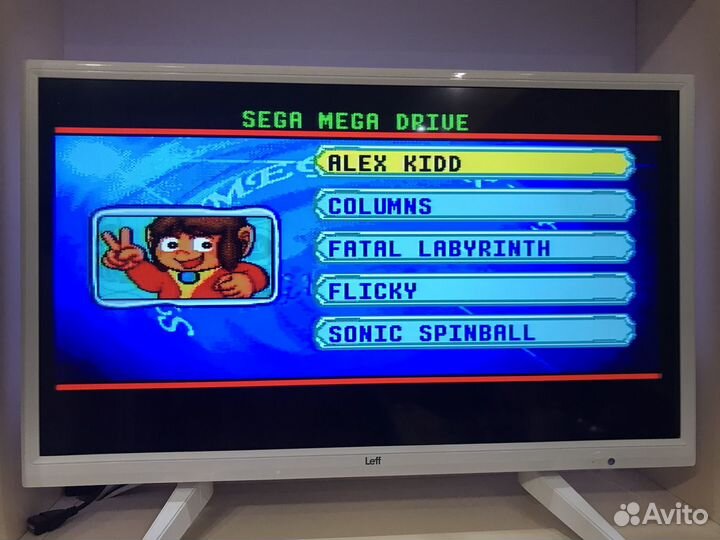 SEGA MEGA DRIVE
ALEX KIDD
COLUMNS
FATAL LABYRINTH
FLICKY
SONIC SPINBALL
Leff
Avito